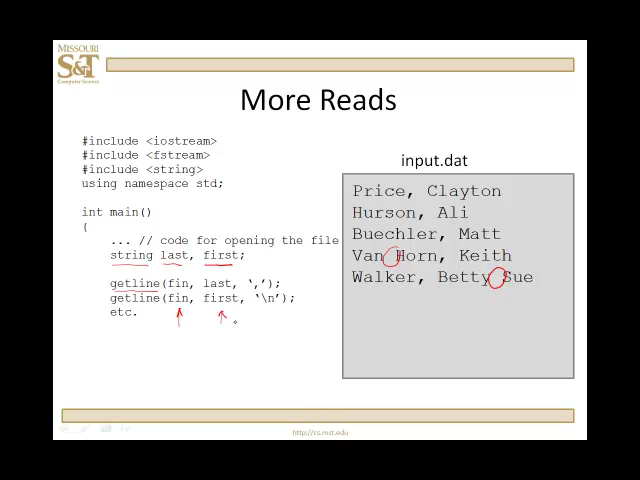 MISSOURI
S&T
Computer Science
More Reads
#include <iostream>
#include <fstream>
#include <string>
using namespace std;
int main()
{
... // code for opening the file
string last, first;
getline(fin, last, ‘,’);
getline(fin, first, ‘\n’);
etc.
input.dat
Price, Clayton
Hurson, Ali
Buechler, Matt
Van Horn, Keith
Walker, Betty Sue
http://cs.mst.edu